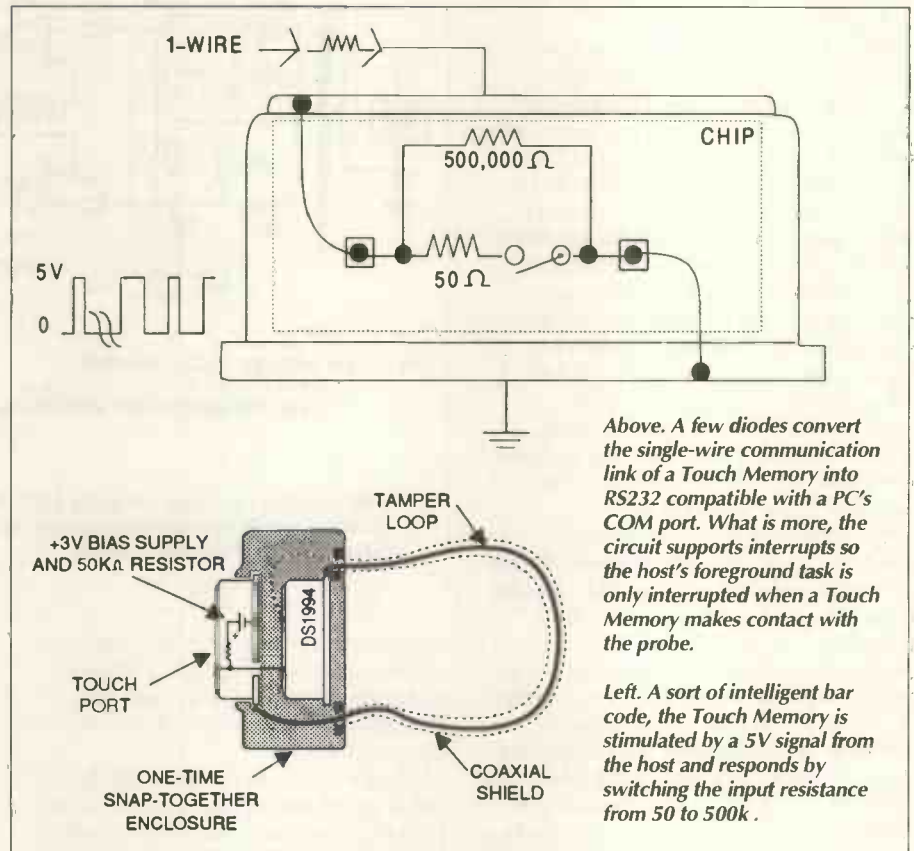 1-WIRE
CHIP
500,000 Ω
50 Ω
5V
0
Above. A few diodes convert
the single-wire communication
link of a Touch Memory into
RS232 compatible with a PC's
COM port. What is more, the
circuit supports interrupts so
the host's foreground task is
only interrupted when a Touch
Memory makes contact with
the probe.
TAMPER
LOOP
+3V BIAS SUPPLY
AND 50KΩ RESISTOR
DS1994
TOUCH
PORT
ONE-TIME
SNAP-TOGETHER
ENCLOSURE
COAXIAL
SHIELD
Left. A sort of intelligent bar
code, the Touch Memory is
stimulated by a 5V signal from
the host and responds by
switching the input resistance
from 50 to 500k .